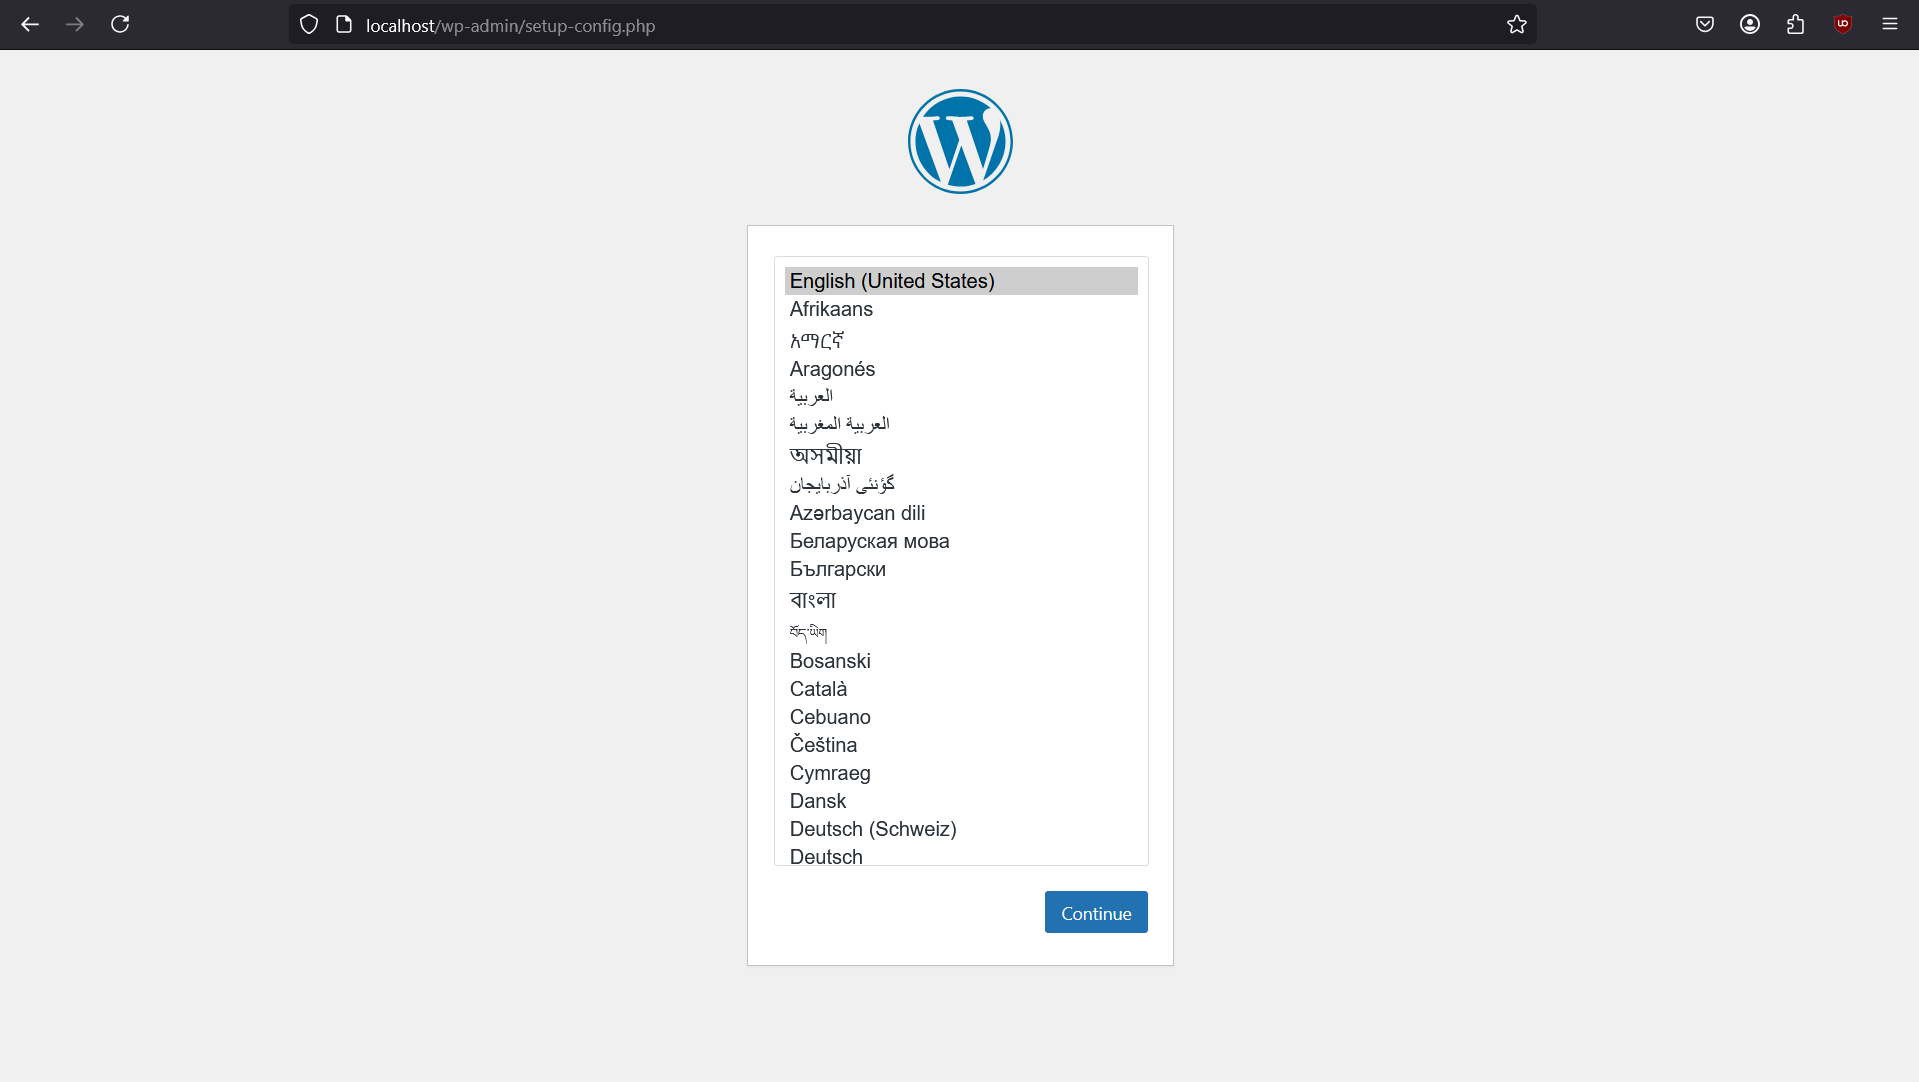 localhost/wp-admin/setup-config.php
English (United States)
Afrikaans
አማርኛ
Aragonés
العربية
العربية المغربية
অসমীয়া
گؤنئی آذربایجان
Azərbaycan dili
Беларуская мова
Български
বাংলা
བོད་ཡིག
Bosanski
Català
Cebuano
Čeština
Cymraeg
Dansk
Deutsch (Schweiz)
Deutsch
Continue